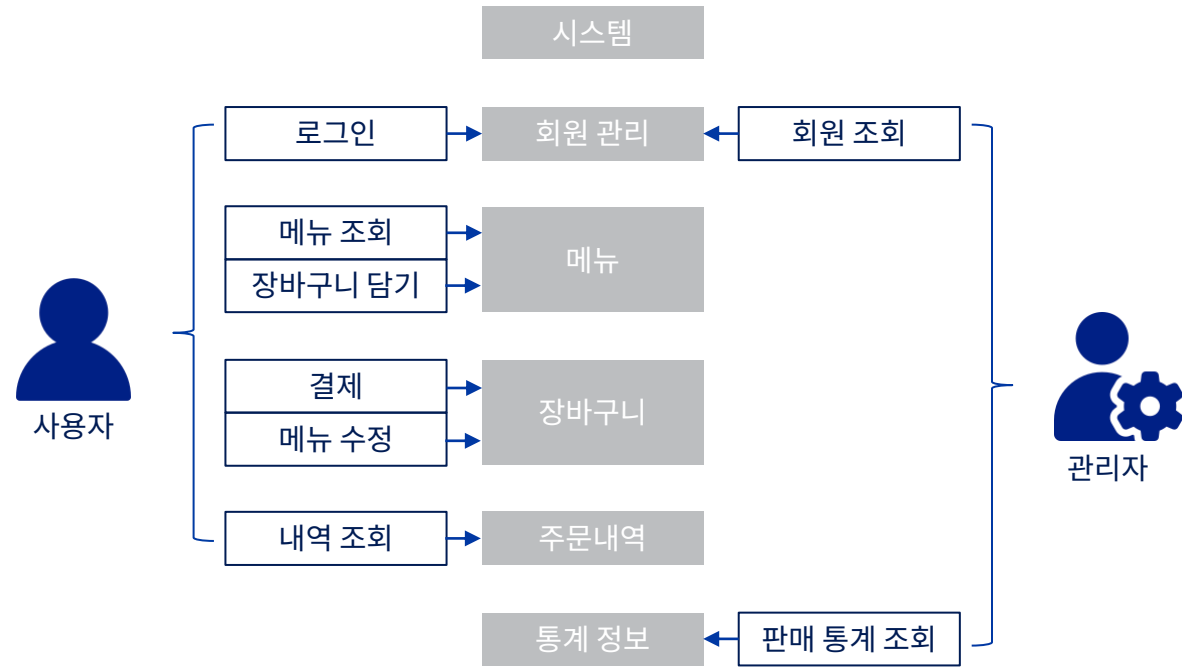 시스템
로그인
회원 관리
회원 조회
메뉴 조회
장바구니 담기
메뉴
사용자
결제
메뉴 수정
장바구니
관리자
내역 조회
주문내역
통계 정보
판매 통계 조회